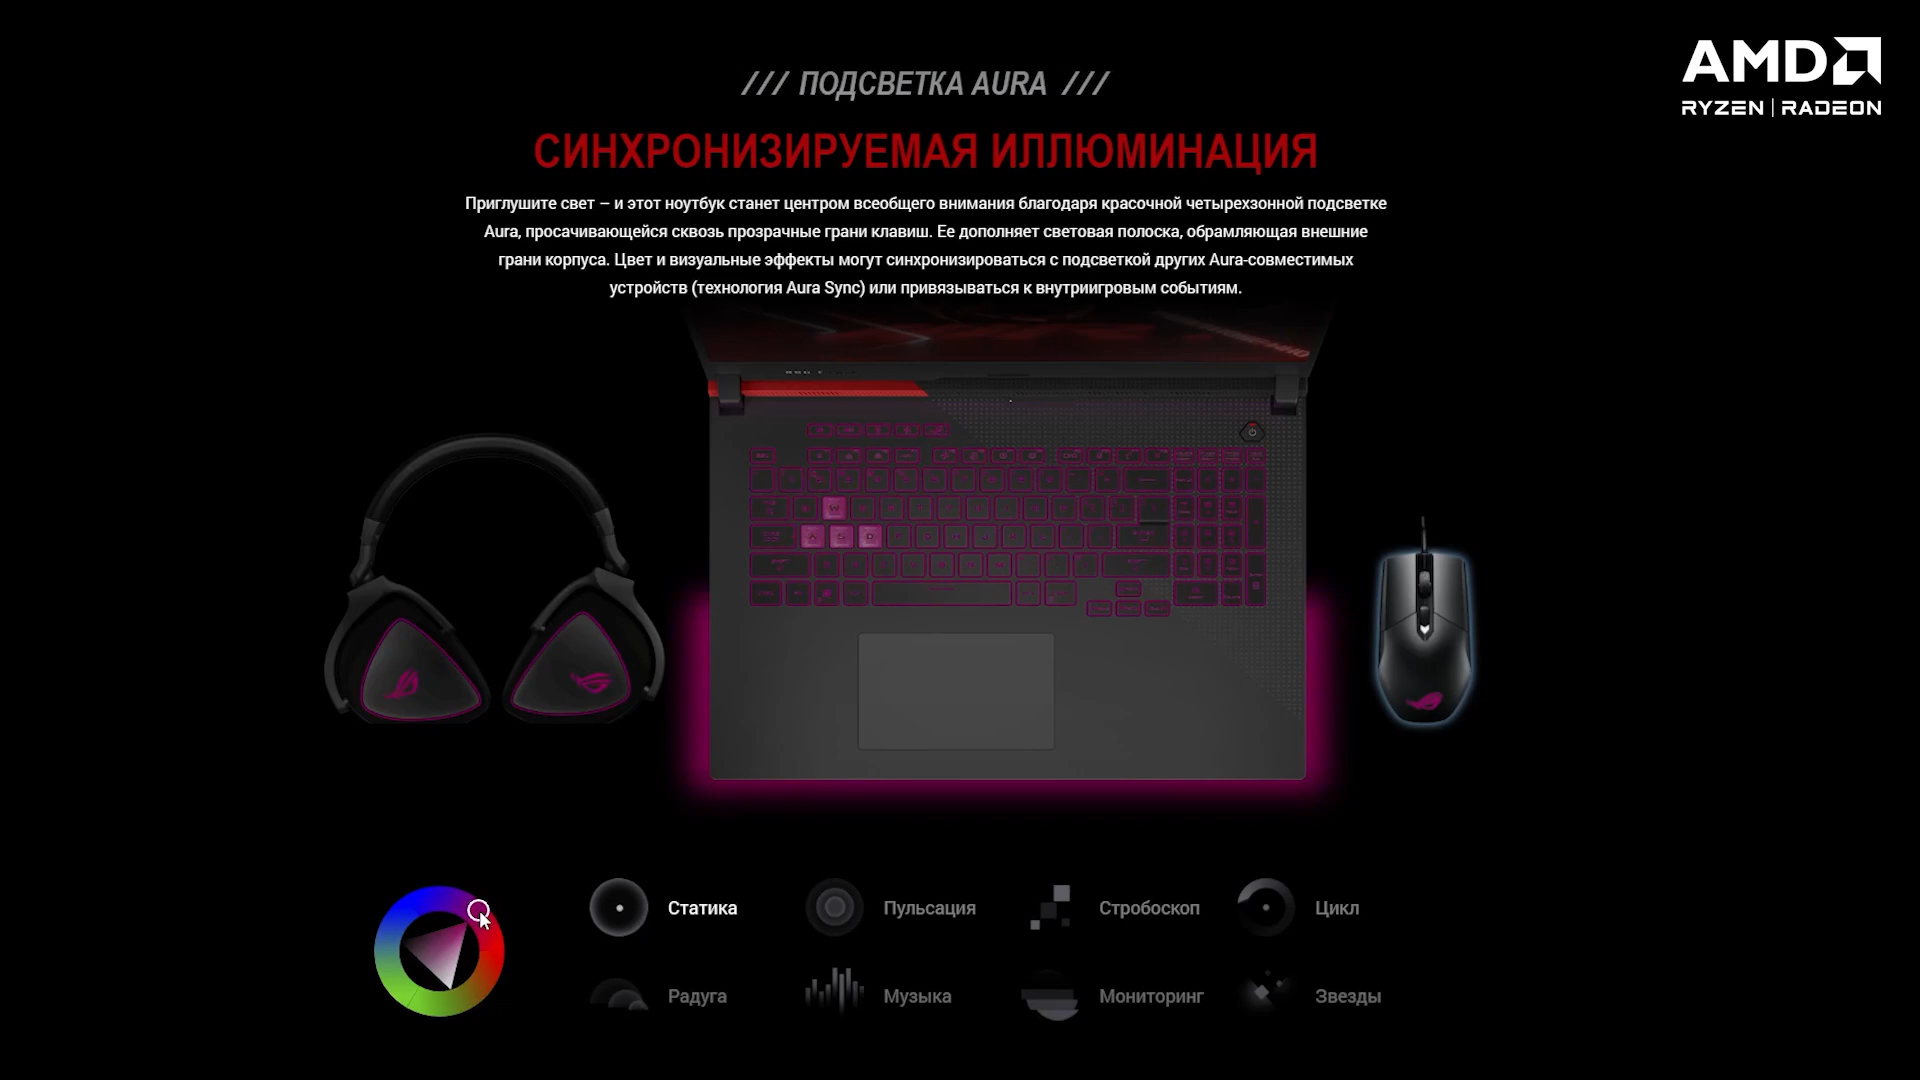 /// ПОДСВЕТКА AURA ///
AMD
RYZEN | RADEON
СИНХРОНИЗИРУЕМАЯ ИЛЛЮМИНАЦИЯ
Приглушите свет – и этот ноутбук станет центром всеобщего внимания благодаря красочной четырехзонной подсветке
Aura, просачивающейся сквозь прозрачные грани клавиш. Ее дополняет световая полоска, обрамляющая внешние
грани корпуса. Цвет и визуальные эффекты могут синхронизироваться с подсветкой других Aura-совместимых
устройств (технология Aura Sync) или привязываться к внутриигровым событиям.
W
A S D
Статика
Пульсация
Стробоскоп
Цикл
Радуга
Музыка
Мониторинг
Звезды